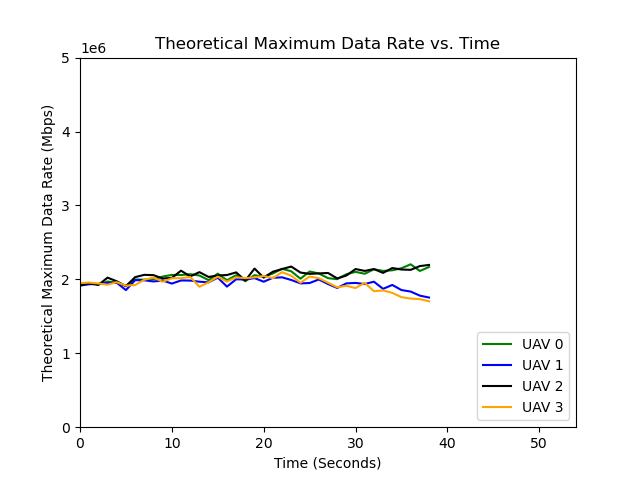 Theoretical Maximum Data Rate vs. Time
1e6
5
4
3
2
1
0
Theoretical Maximum Data Rate (Mbps)
0 10 20 30 40 50
Time (Seconds)
UAV 0
UAV 1
UAV 2
UAV 3